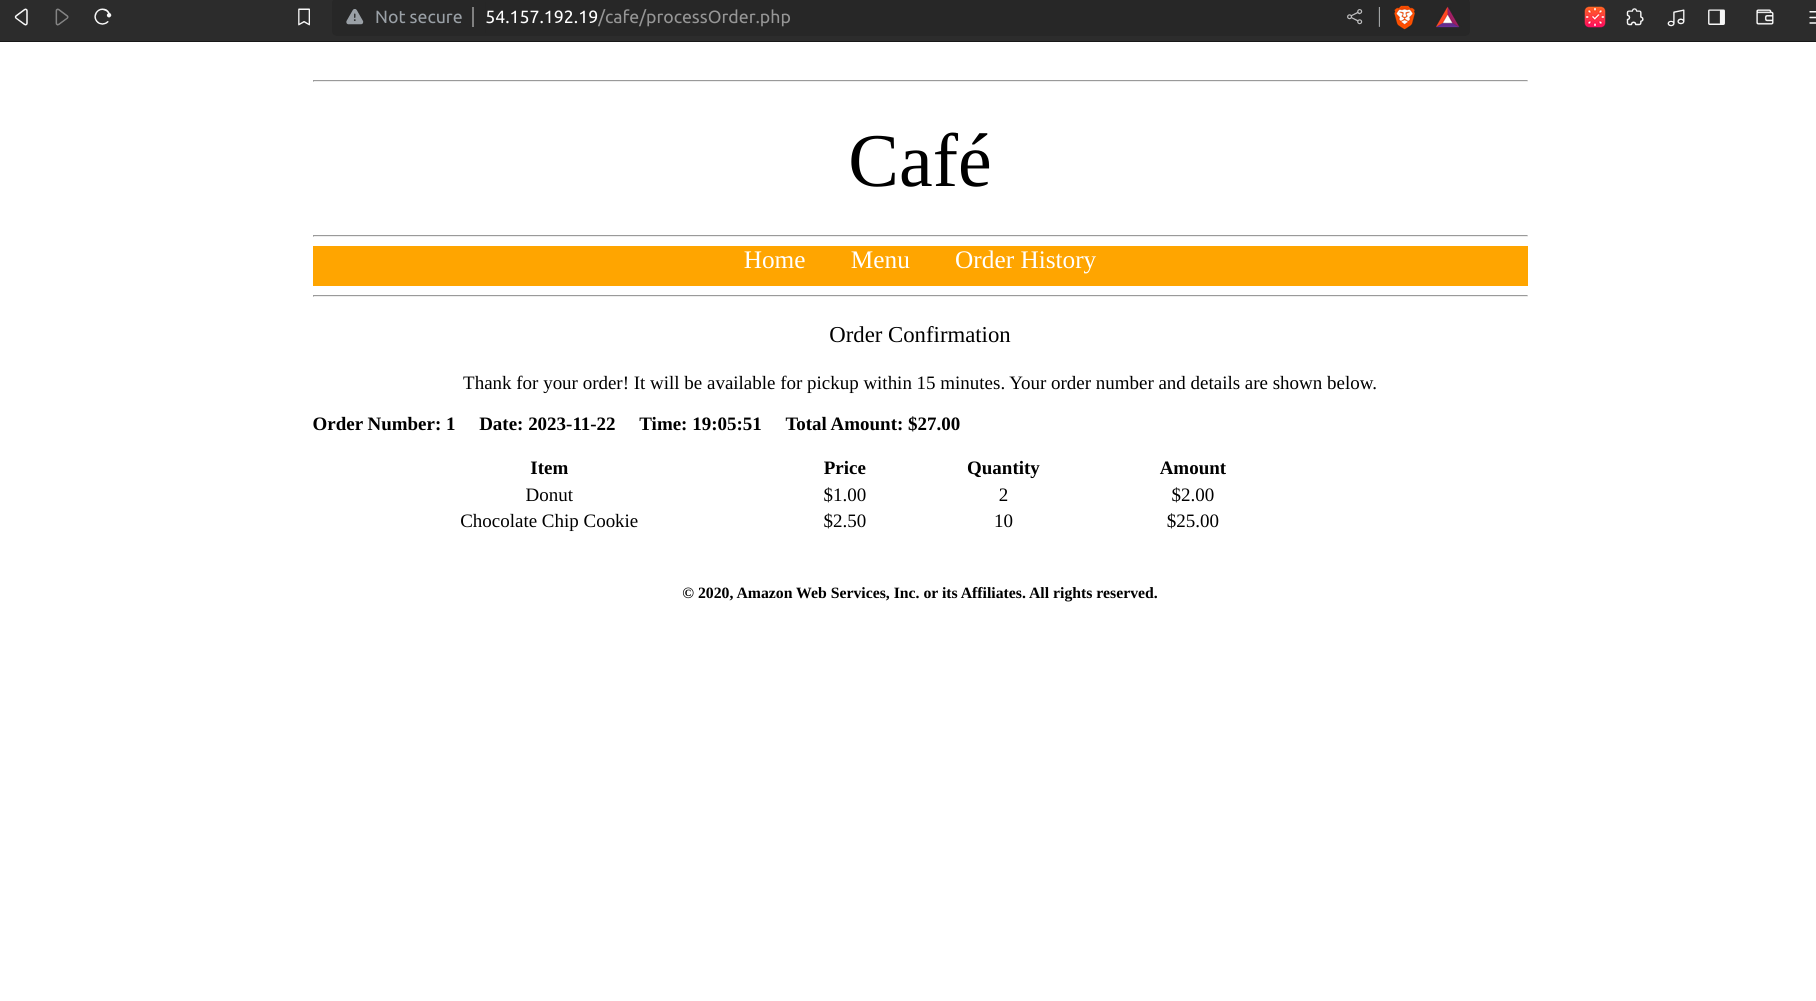 Not secure 54.157.192.19/cafe/processOrder.php
Café
Home Menu Order History
Order Confirmation
Thank for your order! It will be available for pickup within 15 minutes. Your order number and details are shown below.
Order Number: 1 Date: 2023-11-22 Time: 19:05:51 Total Amount: $27.00
Item Price Quantity Amount
Donut $1.00 2 $2.00
Chocolate Chip Cookie $2.50 10 $25.00
© 2020, Amazon Web Services, Inc. or its Affiliates. All rights reserved.